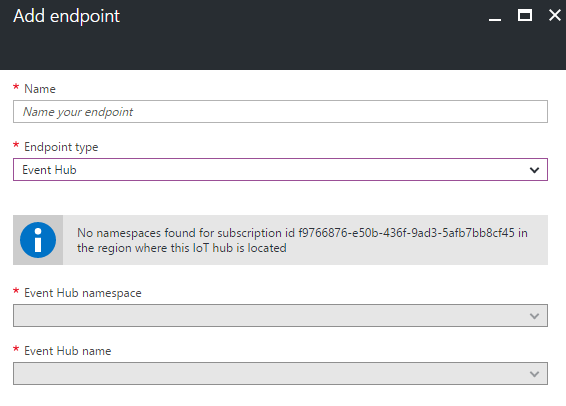 Add endpoint
* Name
Name your endpoint
* Endpoint type
Event Hub
No namespaces found for subscription id f9766876-e50b-436f-9ad3-5afb7bb8cf45 in
the region where this IoT hub is located
* Event Hub namespace
* Event Hub name